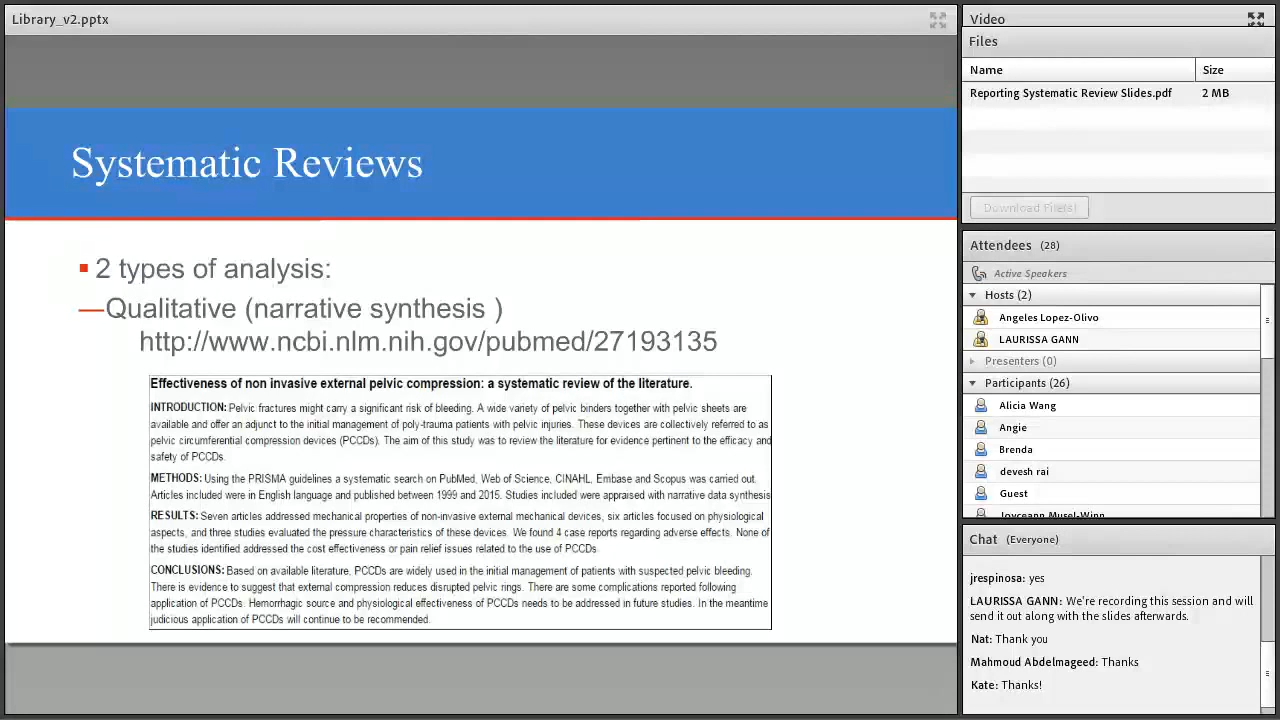 Library_v2.pptx
Systematic Reviews
2 types of analysis:
—Qualitative (narrative synthesis )
http://www.ncbi.nlm.nih.gov/pubmed/27193135
Effectiveness of non invasive external pelvic compression: a systematic review of the literature.
INTRODUCTION: Pelvic fractures might carry a significant risk of bleeding. A wide variety of pelvic binders together with pelvic sheets are
available and offer an adjunct to the initial management of poly-trauma patients with pelvic injuries. These devices are collectively referred to as
pelvic circumferential compression devices (PCCDs). The aim of this study was to review the literature for evidence pertinent to the efficacy and
safety of PCCDs.
METHODS: Using the PRISMA guidelines a systematic search on PubMed, Web of Science, CINAHL, Embase and Scopus was carried out.
Articles included were in English language and published between 1999 and 2015. Studies included were appraised with narrative data synthesis
RESULTS: Seven articles addressed mechanical properties of non-invasive external mechanical devices, six articles focused on physiological
aspects, and three studies evaluated the pressure characteristics of these devices. We found 4 case reports regarding adverse effects. None of
the studies identified addressed the cost effectiveness or pain relief issues related to the use of PCCDs.
CONCLUSIONS: Based on available literature, PCCDs are widely used in the initial management of patients with suspected pelvic bleeding.
There is evidence to suggest that external compression reduces disrupted pelvic rings. There are some complications reported following
application of PCCDs. Hemorrhagic source and physiological effectiveness of PCCDs needs to be addressed in future studies. In the meantime
judicious application of PCCDs will continue to be recommended.
Video
Files
Name Size
Reporting Systematic Review Slides.pdf 2 MB
Download File(s)
Attendees (28)
Active Speakers
Hosts (2)
Angeles Lopez-Olivo
LAURISSA GANN
Presenters (0)
Participants (26)
Alicia Wang
Angie
Brenda
devesh rai
Guest
Joyceann Musel-Winn
Chat (Everyone)
jrespinosa: yes
LAURISSA GANN: We're recording this session and will
send it out along with the slides afterwards.
Nat: Thank you
Mahmoud Abdelmageed: Thanks
Kate: Thanks!